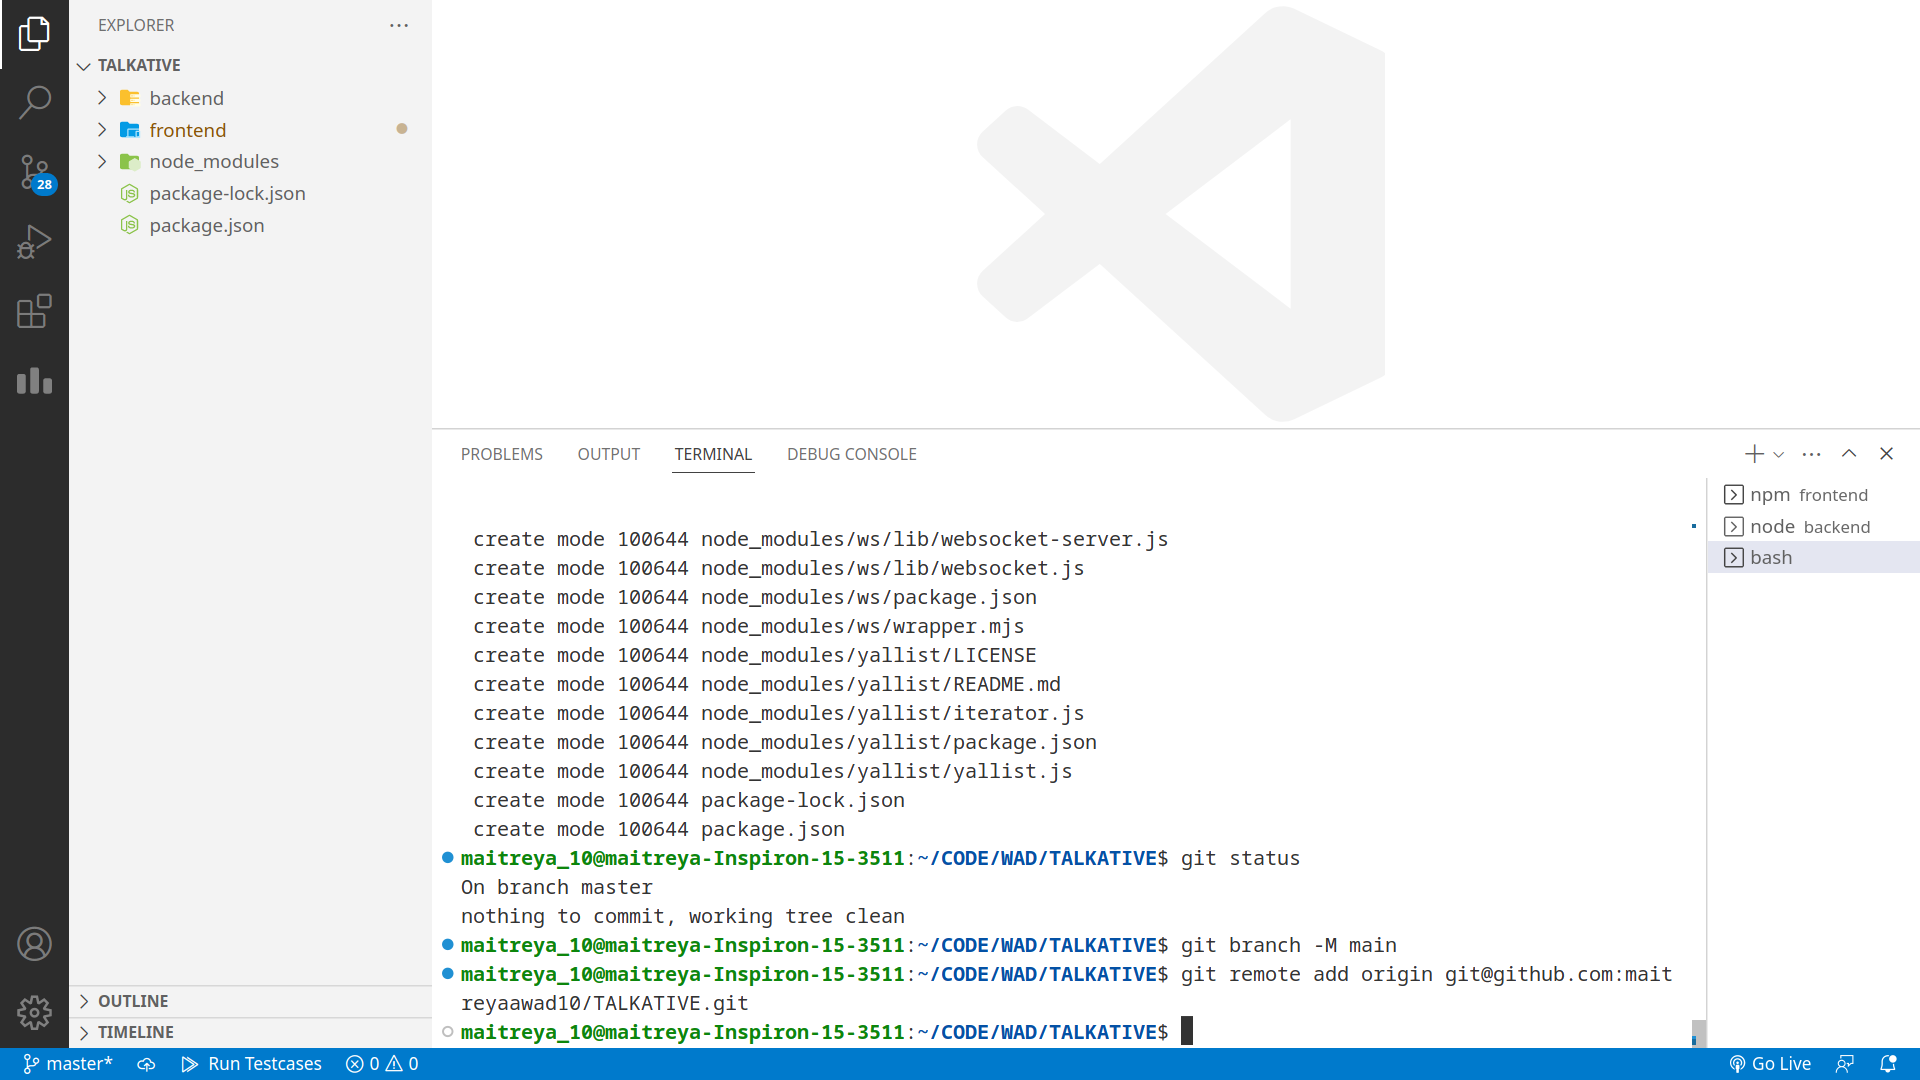 EXPLORER
TALKATIVE
backend
frontend
node_modules
package-lock.json
package.json
28
OUTLINE
TIMELINE
PROBLEMS OUTPUT TERMINAL DEBUG CONSOLE
create mode 100644 node_modules/ws/lib/websocket-server.js
create mode 100644 node_modules/ws/lib/websocket.js
create mode 100644 node_modules/ws/package.json
create mode 100644 node_modules/ws/wrapper.mjs
create mode 100644 node_modules/yallist/LICENSE
create mode 100644 node_modules/yallist/README.md
create mode 100644 node_modules/yallist/iterator.js
create mode 100644 node_modules/yallist/package.json
create mode 100644 node_modules/yallist/yallist.js
create mode 100644 package-lock.json
create mode 100644 package.json
maitreya_10@maitreya-Inspiron-15-3511:~/CODE/WAD/TALKATIVE$ git status
On branch master
nothing to commit, working tree clean
maitreya_10@maitreya-Inspiron-15-3511:~/CODE/WAD/TALKATIVE$ git branch -M main
maitreya_10@maitreya-Inspiron-15-3511:~/CODE/WAD/TALKATIVE$ git remote add origin git@github.com:mait
reyaawad10/TALKATIVE.git
maitreya_10@maitreya-Inspiron-15-3511:~/CODE/WAD/TALKATIVE$
npm frontend
node backend
bash
master* Run Testcases 0 0 Go Live